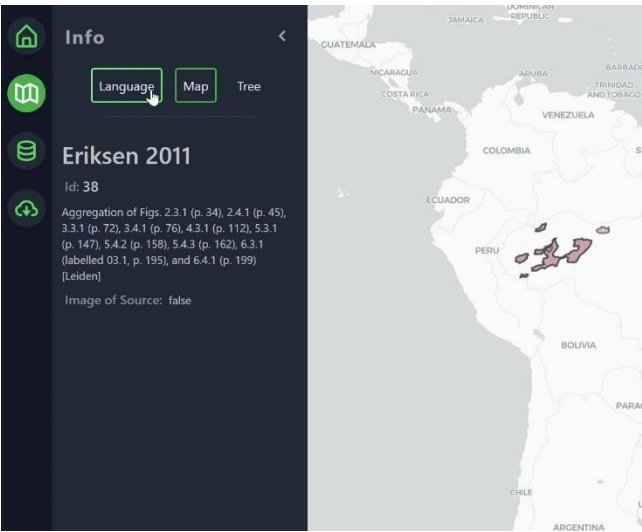 Info
Language Map Tree
Eriksen 2011
Id: 38
Aggregation of Figs. 2.3.1 (p. 34), 2.4.1 (p. 45),
3.3.1 (p. 72), 3.4.1 (p. 76), 4.3.1 (p. 112), 5.3.1
(p. 147), 5.4.2 (p. 158), 5.4.3 (p. 162), 6.3.1
(labelled 03.1, p. 195), and 6.4.1 (p. 199)
[Leiden]
Image of Source: false
DOMINICAN
REPUBLIC
JAMAICA
GUATEMALA
NICARAGUA
ARUBA
BARBAD
COSTA RICA
TRINIDAD
AND TOBAGO
PANAMA
VENEZUELA
COLOMBIA
S
ECUADOR
PERU
BOLIVIA
PARA
CHILE
ARGENTINA